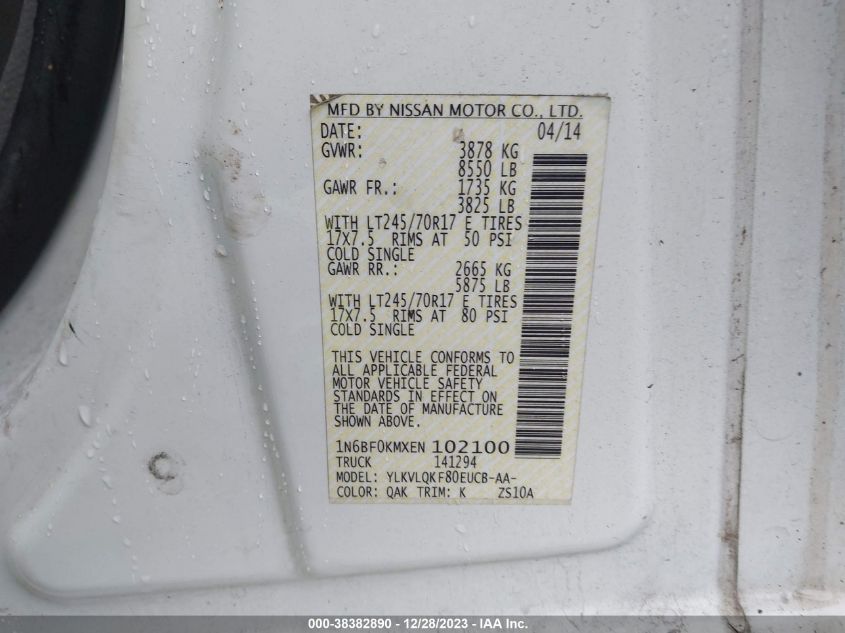 MFD BY NISSAN MOTOR CO., LTD.
DATE: 04/14
GVWR: 3878 KG
8550 LB
GAWR FR.: 1735 KG
3825 LB
WITH LT245/70R17 E TIRES
17X7.5 RIMS AT 50 PSI
COLD SINGLE
GAWR RR.: 2665 KG
5875 LB
WITH LT245/70R17 E TIRES
17X7.5 RIMS AT 80 PSI
COLD SINGLE
THIS VEHICLE CONFORMS TO
ALL APPLICABLE FEDERAL
MOTOR VEHICLE SAFETY
STANDARDS IN EFFECT ON
THE DATE OF MANUFACTURE
SHOWN ABOVE.
1N6BF0KMXEN 102100
TRUCK 141294
MODEL: YLKVLQKF80EUCB-AA-
COLOR: QAK TRIM: K ZS10A
000-38382890 - 12/28/2023 - IAA Inc.